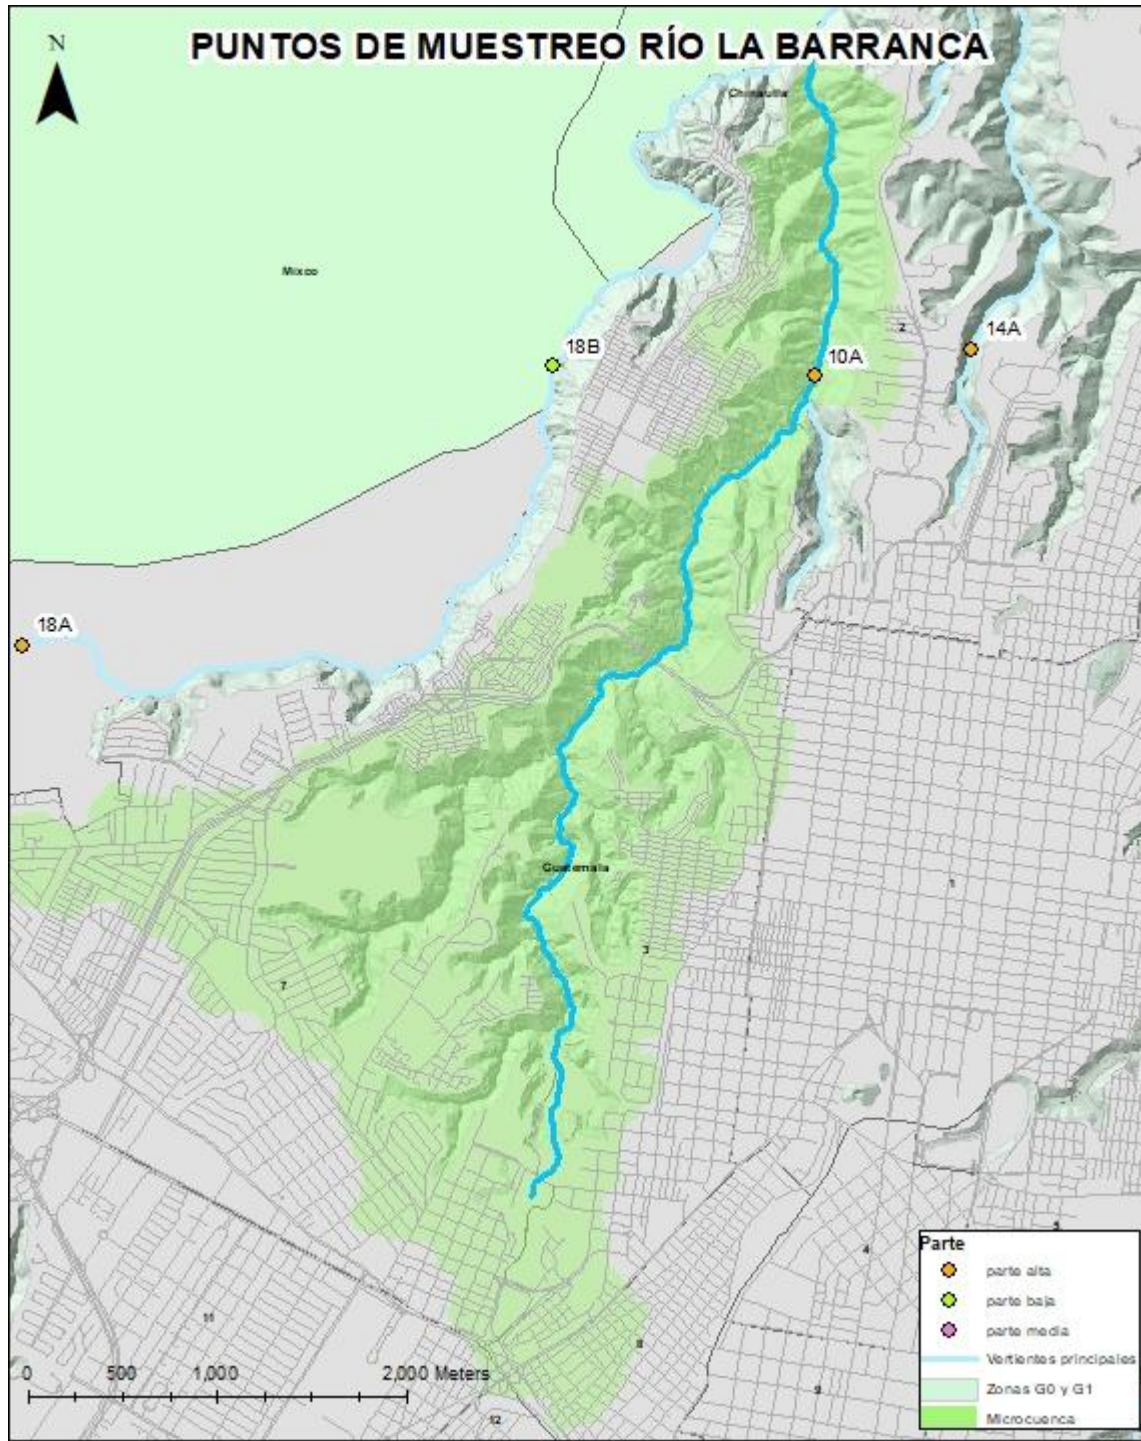 N
PUNTOS DE MUESTREO RÍO LA BARRANCA
Chinautla
Mixco
2
14A
18B
10A
18A
1
Guatemala
3
7
5
4
11
8
9
12
0 500 1,000 2,000 Meters
Parte
parte alta
parte baja
parte media
Vertientes principales
Zonas G0 y G1
Microcuenca